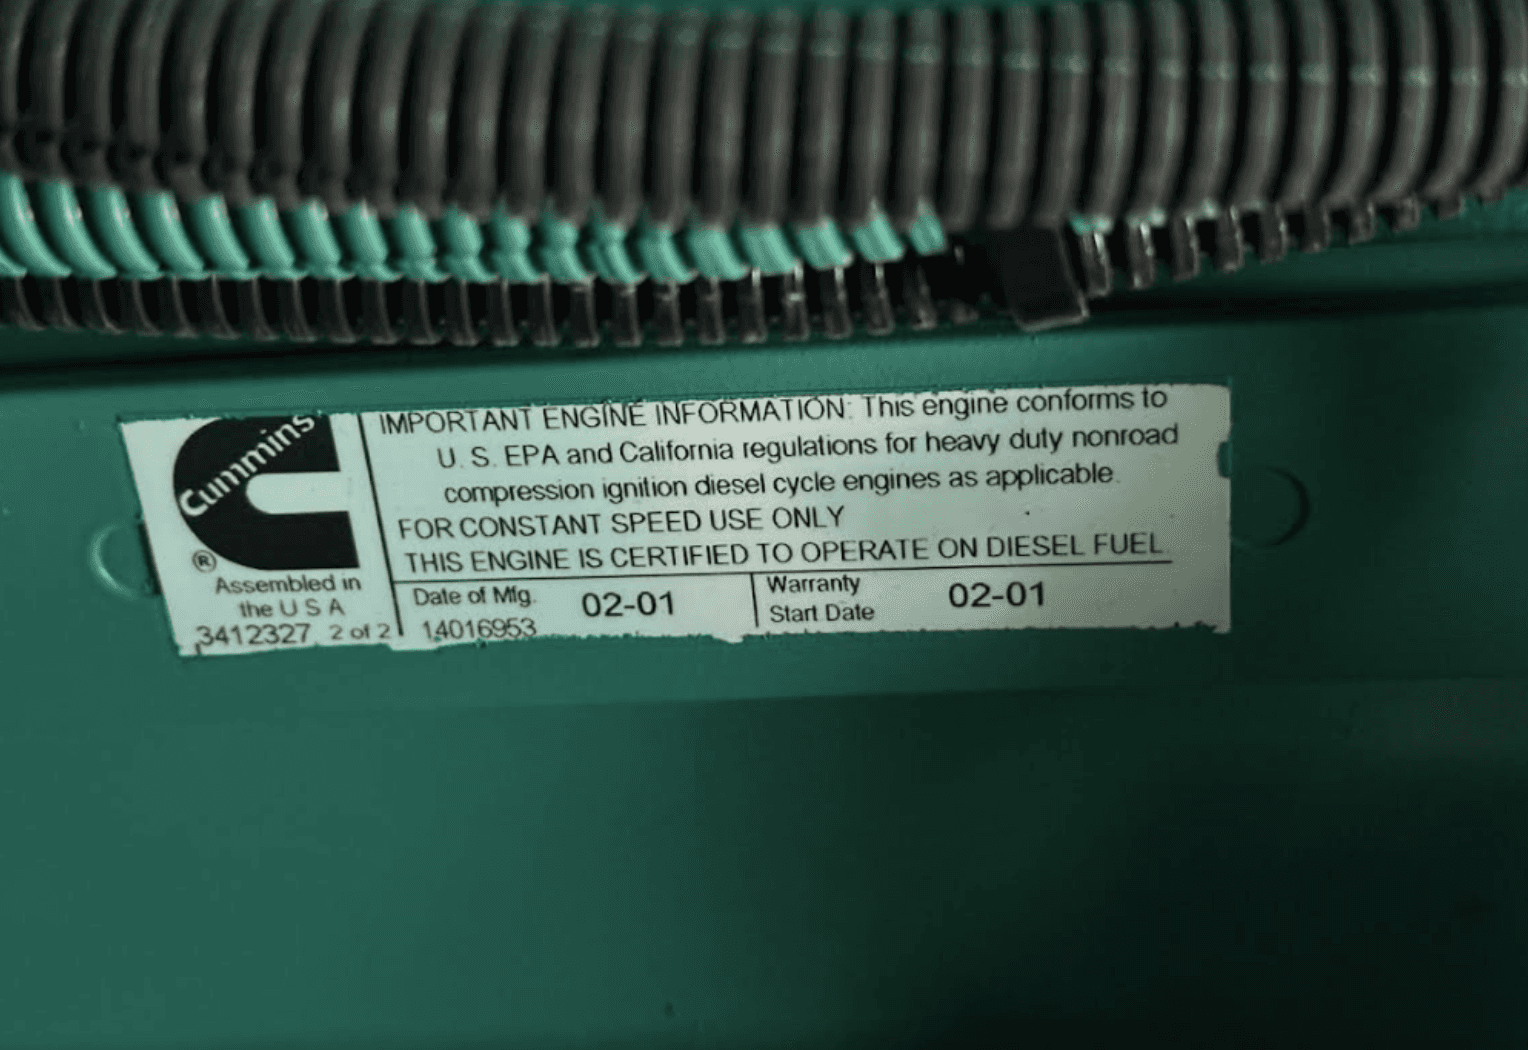 Cummins
®
Assembled in
the U S A
3412327 2 of 2
IMPORTANT ENGINE INFORMATION: This engine conforms to
U. S. EPA and California regulations for heavy duty nonroad
compression ignition diesel cycle engines as applicable.
FOR CONSTANT SPEED USE ONLY
THIS ENGINE IS CERTIFIED TO OPERATE ON DIESEL FUEL
Date of Mfg. 02-01
14016953
Warranty
Start Date 02-01